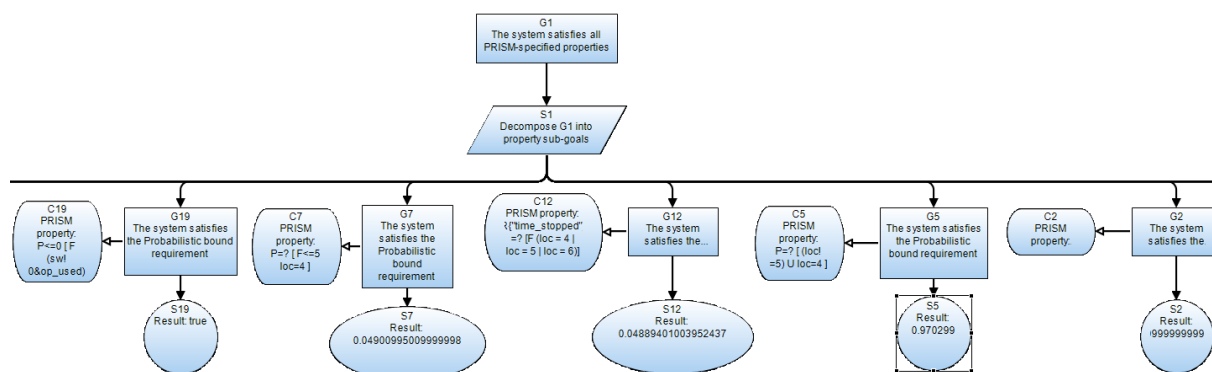 G1
The system satisfies all
PRISM-specified properties
S1
Decompose G1 into
property sub-goals
C19
PRISM
property:
P<=0 [ F
(sw!
0&op_used)
G19
The system satisfies
the Probabilistic bound
requirement
S19
Result: true
C7
PRISM
property:
P=? [ F<=5
loc=4 ]
G7
The system
satisfies the
Probabilistic
bound
requirement
S7
Result:
0.04900995009999998
C12
PRISM property:
{"time_stopped"
=? [F (loc = 4 |
loc = 5 | loc = 6)]
G12
The system
satisfies the...
S12
Result:
0.04889401003952437
C5
PRISM
property:
P=? [ (loc!
=5) U loc=4 ]
G5
The system satisfies
the Probabilistic
bound requirement
S5
Result:
0.970299
C2
PRISM
property:
G2
The system
satisfies the
S2
Result:
999999999